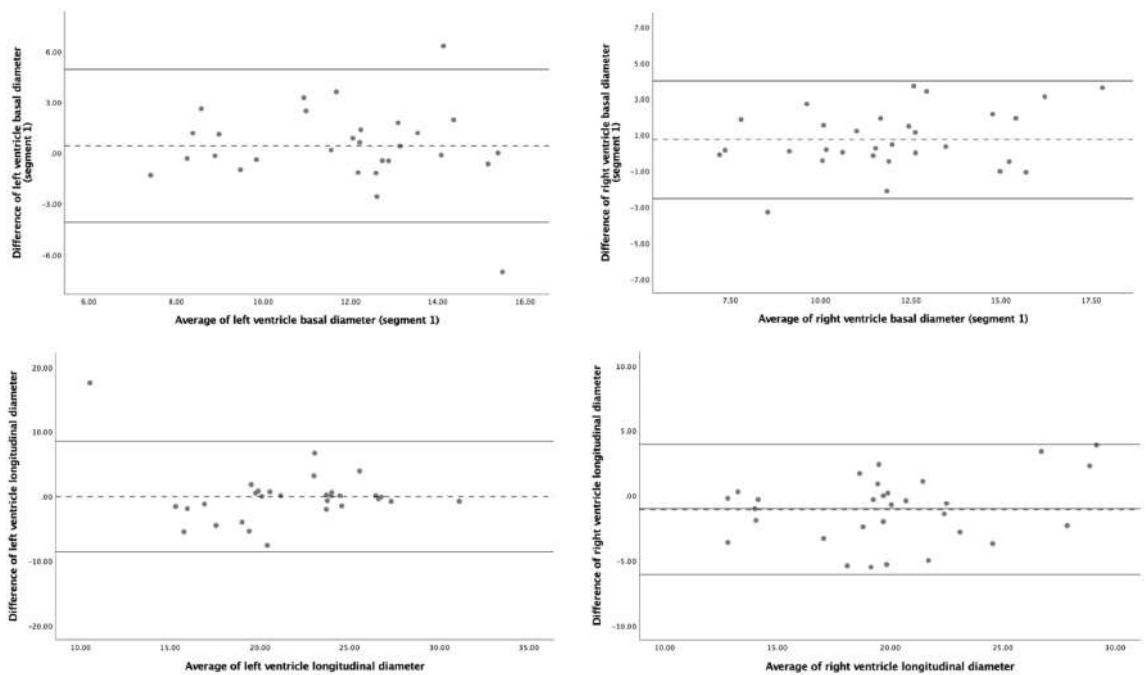 Difference of left ventricle basal diameter
(segment 1)
6.00
3.00
.00
-3.00
-6.00
6.00 8.00 10.00 12.00 14.00 16.00
Average of left ventricle basal diameter (segment 1)
Difference of right ventricle basal diameter
(segment 1)
7.00
5.00
3.00
1.00
-1.00
-3.00
-5.00
-7.00
7.50 10.00 12.50 15.00 17.50
Average of right ventricle basal diameter (segment 1)
Difference of left ventricle longitudinal diameter
20.00
10.00
.00
-10.00
-20.00
10.00 15.00 20.00 25.00 30.00 35.00
Average of left ventricle longitudinal diameter
Difference of right ventricle longitudinal diameter
10.00
5.00
.00
-5.00
-10.00
10.00 15.00 20.00 25.00 30.00
Average of right ventricle longitudinal diameter